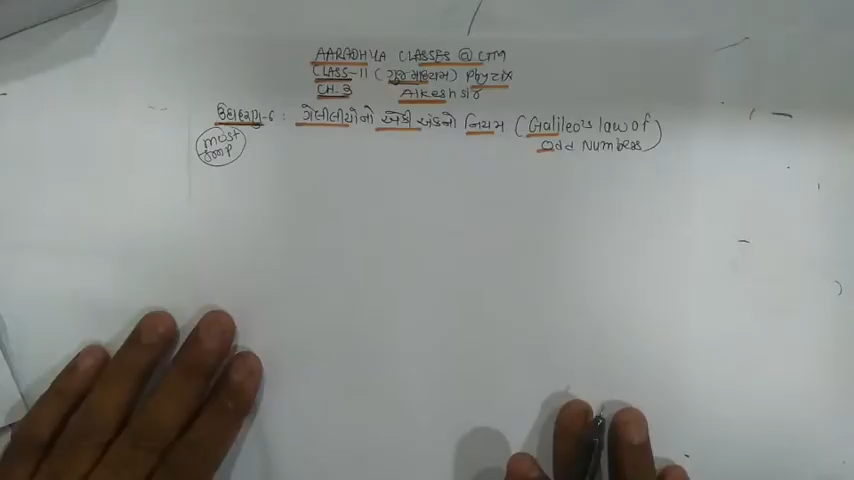 AARADHYA CLASSES @ CTM
CLASS-11 (ગુજ માધ્યમ) Phyzix
CH. 3 Alkesh sir
ઉદાહરણ-6 : ગેલીલીયોનો એકી અંકનો નિયમ (Galileo's law of
odd Numbers)
most
Imp